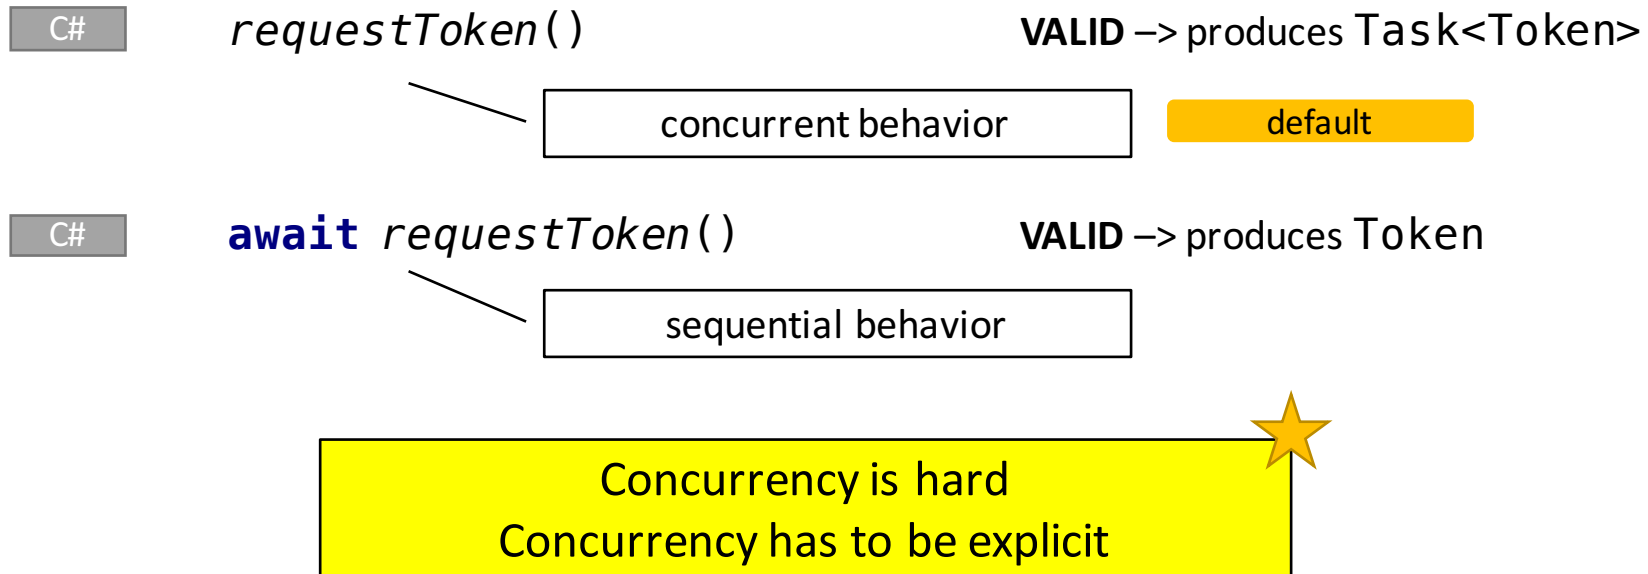 C# requestToken() VALID –> produces Task<Token>
concurrent behavior default
C# await requestToken() VALID –> produces Token
sequential behavior
Concurrency is hard
Concurrency has to be explicit